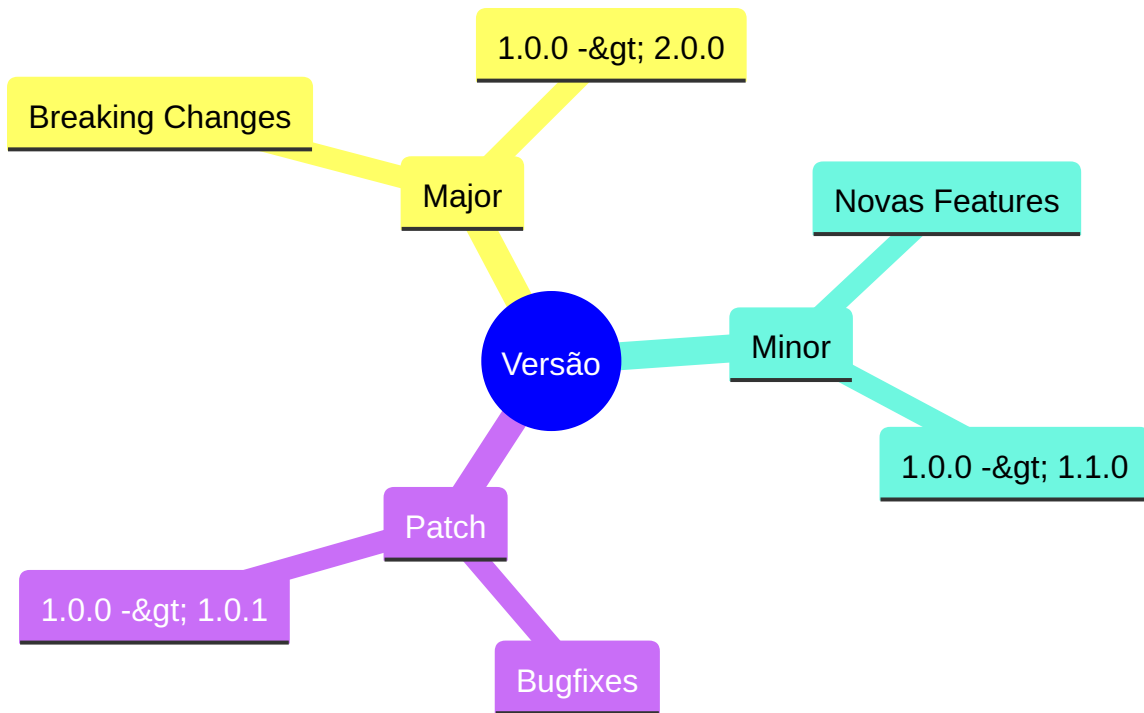 1.0.0 -&gt; 2.0.0
Breaking Changes
Major
Novas Features
Minor
Versão
1.0.0 -&gt; 1.1.0
Patch
1.0.0 -&gt; 1.0.1
Bugfixes